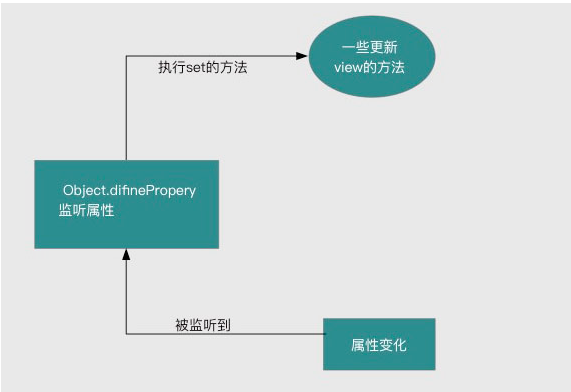 一些更新
view的方法
执行set的方法
Object.difinePropery
监听属性
被监听到
属性变化